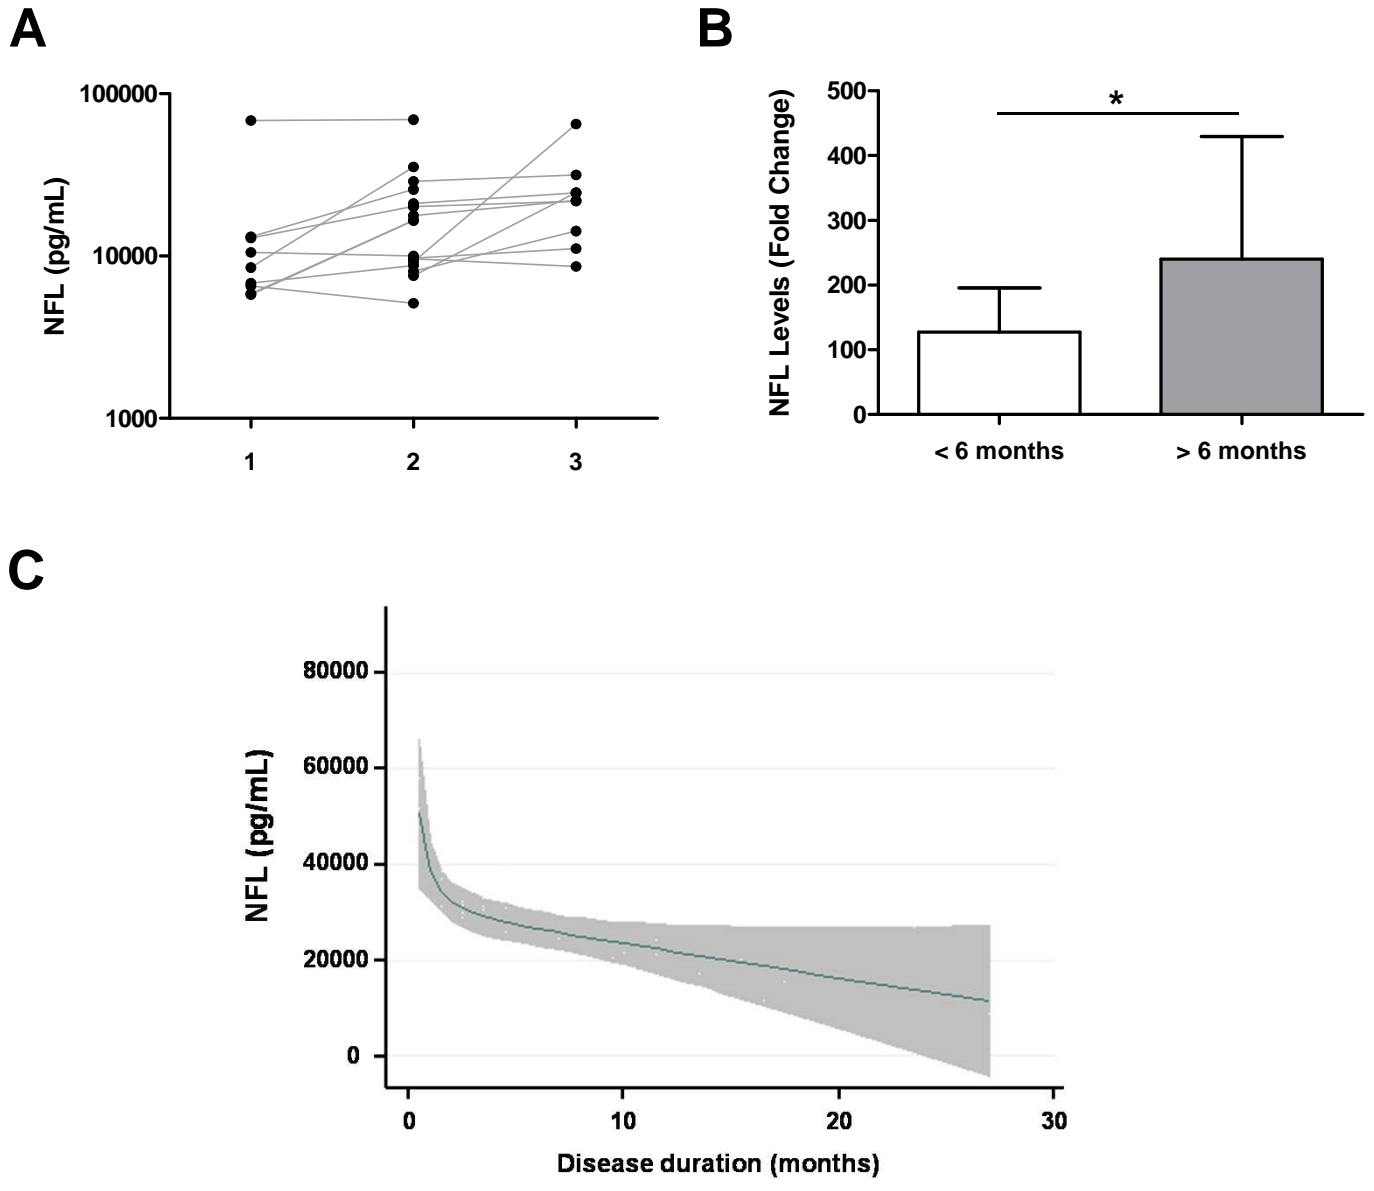 A
NFL (pg/mL)
100000
10000
1000
1 2 3
B
NFL Levels (Fold Change)
500
400
300
200
100
0
*
< 6 months > 6 months
C
NFL (pg/mL)
80000
60000
40000
20000
0
0 10 20 30
Disease duration (months)